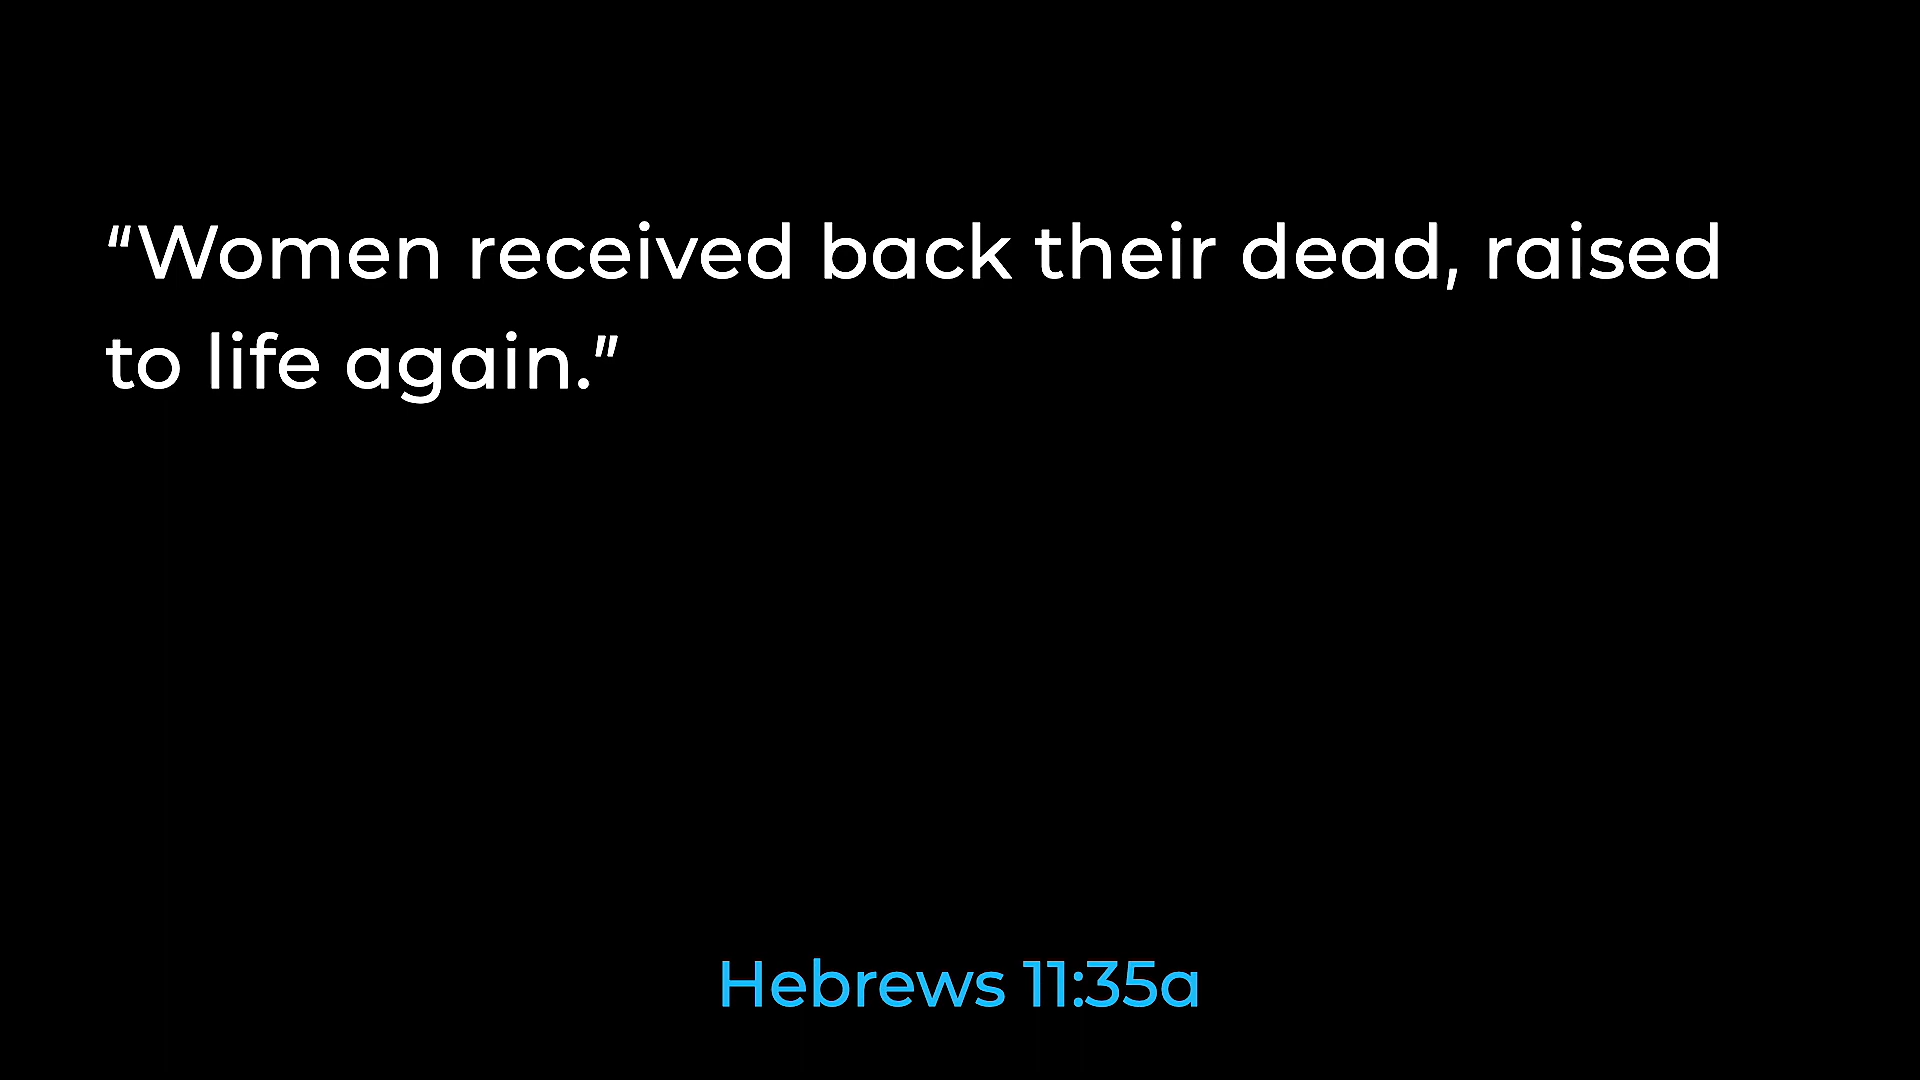 “Women received back their dead, raised
to life again.”
Hebrews 11:35a